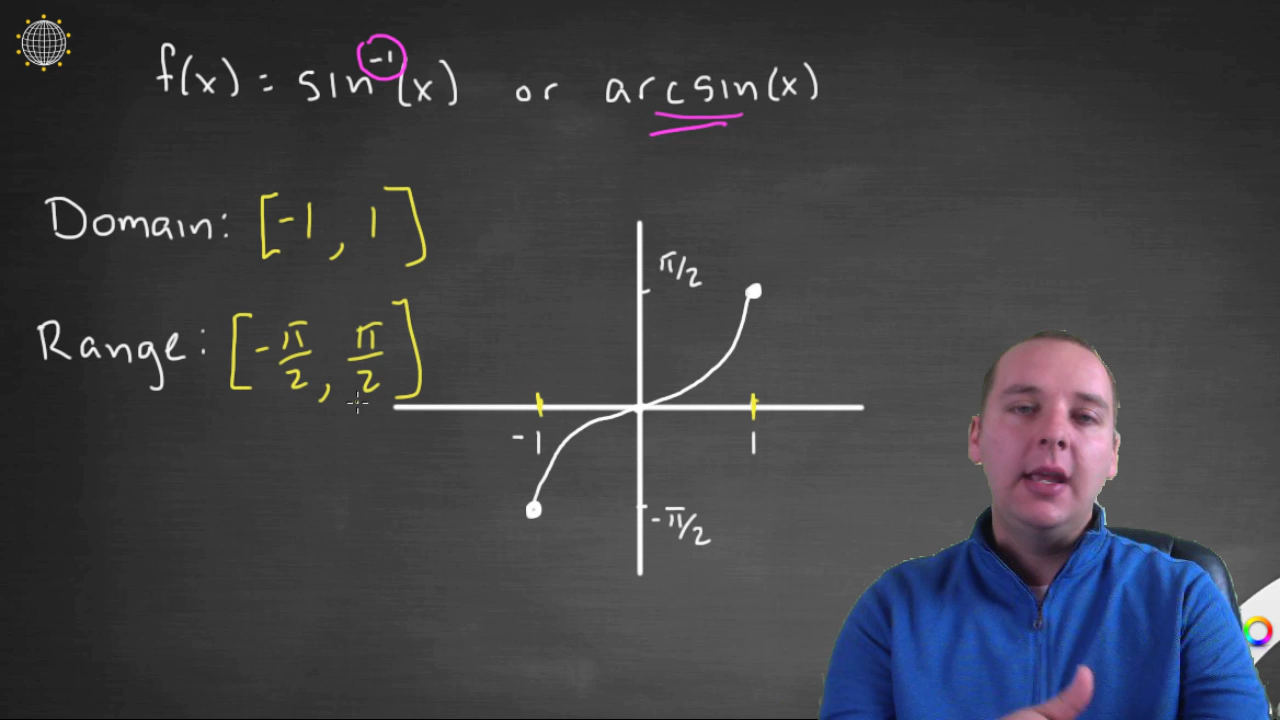 f(x) = sin⁻¹(x) or arcsin(x)
Domain: [-1, 1]
Range: [-π/2, π/2]
π/2
-1
1
-π/2